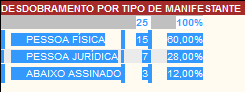 DESDOBRAMENTO POR TIPO DE MANIFESTANTE
25 100%
PESSOA FÍSICA 15 60,00%
PESSOA JURÍDICA 7 28,00%
ABAIXO ASSINADO 3 12,00%